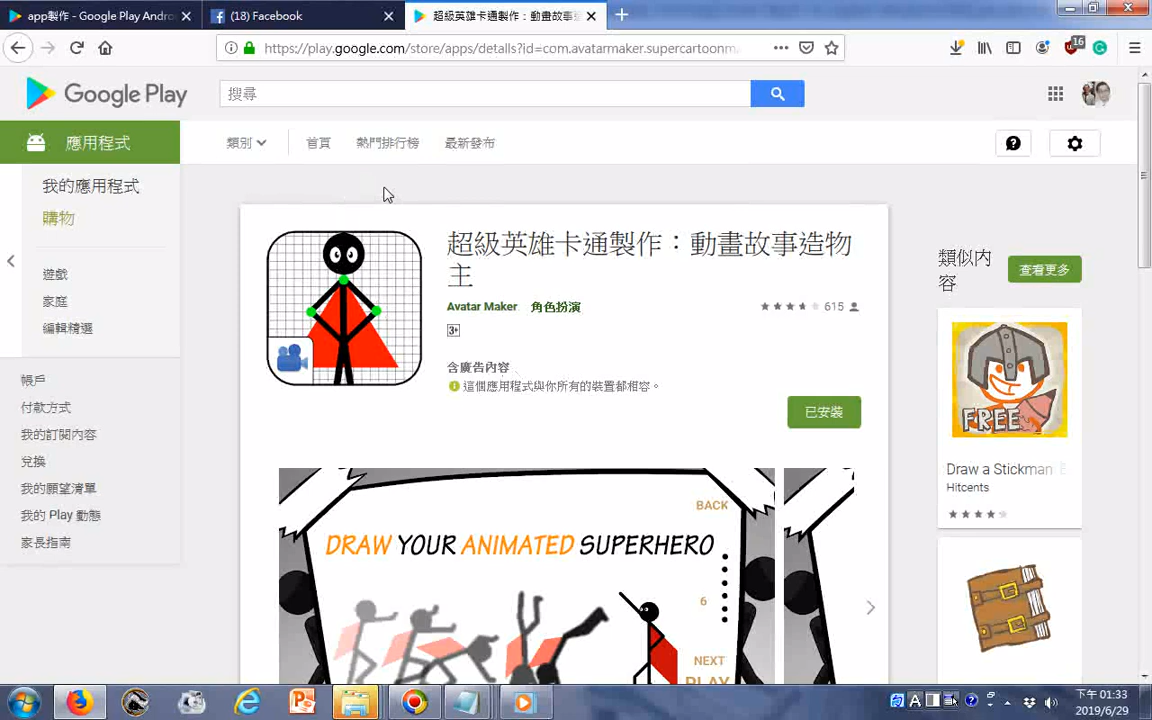 app製作 - Google Play Andro
(18) Facebook
超級英雄卡通製作：動畫故事
https://play.google.com/store/apps/details?id=com.avatarmaker.supercartoonm
16
Google Play
搜尋
應用程式
類別
首頁
熱門排行榜
最新發布
我的應用程式
購物
遊戲
家庭
編輯精選
帳戶
付款方式
我的訂閱內容
兌換
我的願望清單
我的 Play 動態
家長指南
超級英雄卡通製作：動畫故事造物
主
Avatar Maker 角色扮演
615
3+
含廣告內容
這個應用程式與你所有的裝置都相容。
已安裝
類似內
容
查看更多
FREE
Draw a Stickman E
Hitcents
BACK
DRAW YOUR ANIMATED SUPERHERO
6
NEXT
PLAY
下午 01:33
2019/6/29